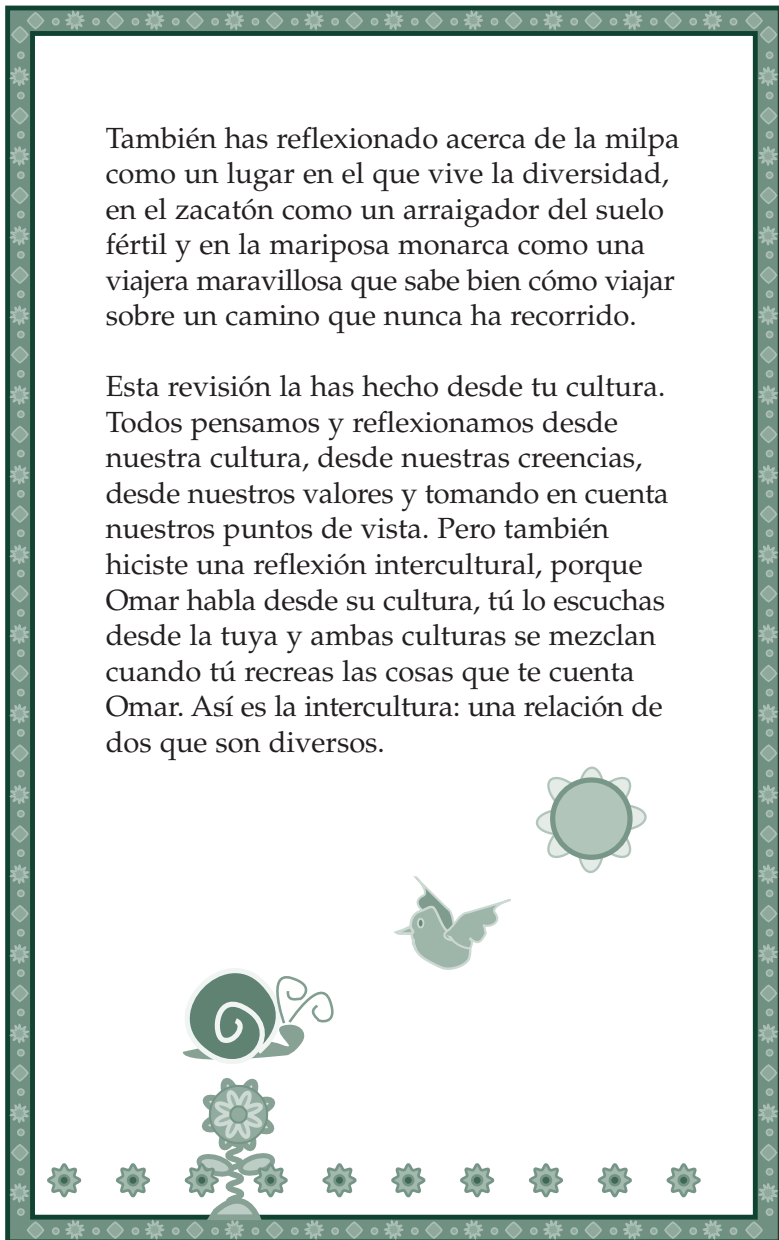 También has reflexionado acerca de la milpa
como un lugar en el que vive la diversidad,
en el zacatón como un arraigador del suelo
fértil y en la mariposa monarca como una
viajera maravillosa que sabe bien cómo viajar
sobre un camino que nunca ha recorrido.
Esta revisión la has hecho desde tu cultura.
Todos pensamos y reflexionamos desde
nuestra cultura, desde nuestras creencias,
desde nuestros valores y tomando en cuenta
nuestros puntos de vista. Pero también
hiciste una reflexión intercultural, porque
Omar habla desde su cultura, tú lo escuchas
desde la tuya y ambas culturas se mezclan
cuando tú recreas las cosas que te cuenta
Omar. Así es la intercultura: una relación de
dos que son diversos.